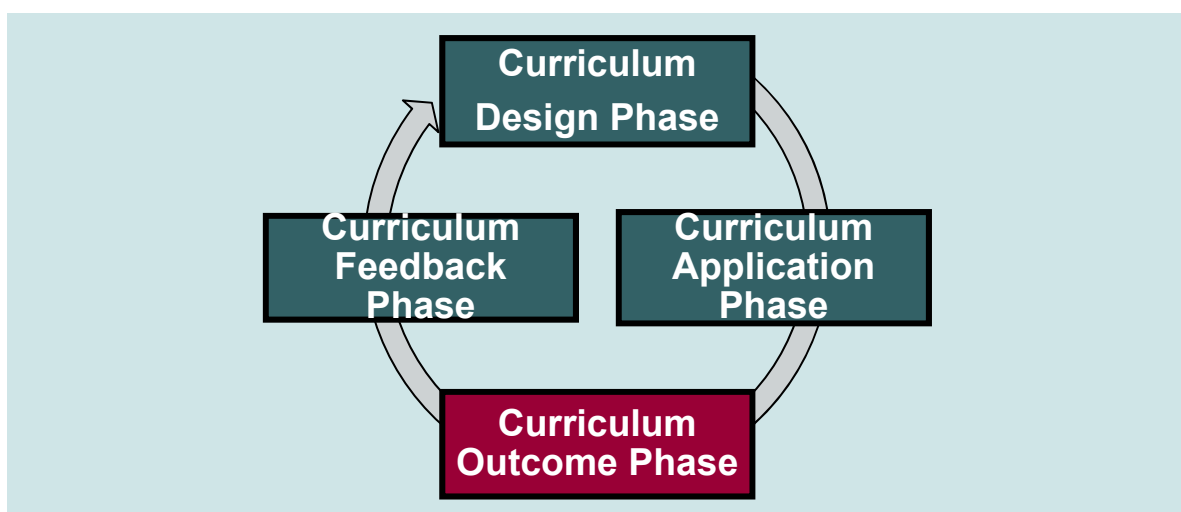 Curriculum
Design Phase
Curriculum
Feedback
Phase
Curriculum
Application
Phase
Curriculum
Outcome Phase